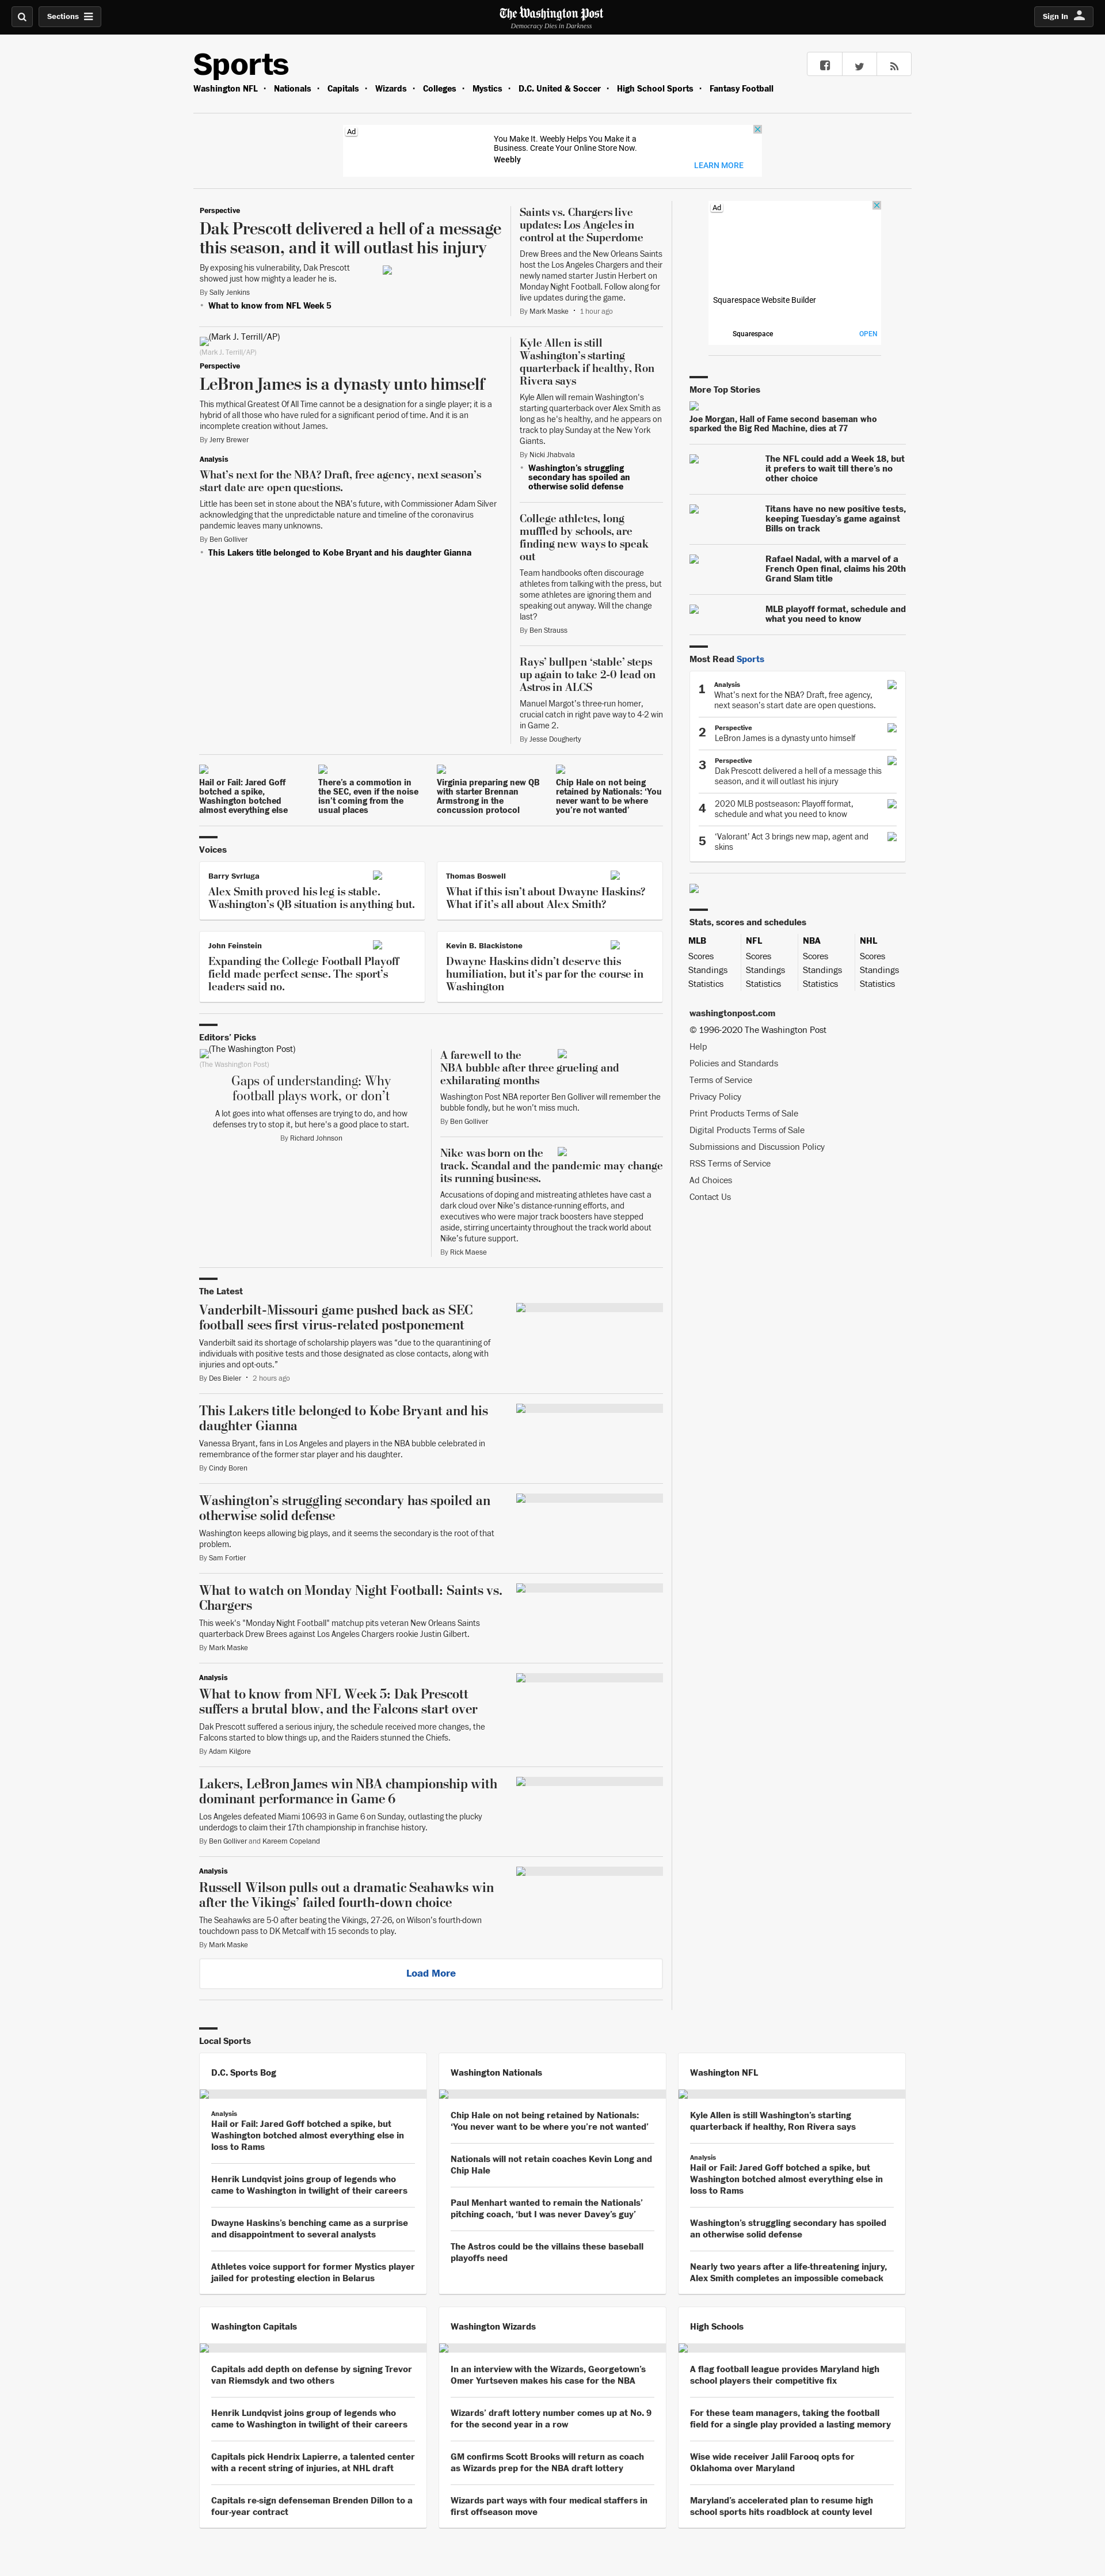 Sections
The Washington Post
Democracy Dies in Darkness
Sign In
Sports
Washington NFL • Nationals • Capitals • Wizards • Colleges • Mystics • D.C. United & Soccer • High School Sports • Fantasy Football
Ad
You Make It. Weebly Helps You Make it a
Business. Create Your Online Store Now.
Weebly
LEARN MORE
Perspective
Dak Prescott delivered a hell of a message
this season, and it will outlast his injury
By exposing his vulnerability, Dak Prescott
showed just how mighty a leader he is.
By Sally Jenkins
• What to know from NFL Week 5
(Mark J. Terrill/AP)
(Mark J. Terrill/AP)
Perspective
LeBron James is a dynasty unto himself
This mythical Greatest Of All Time cannot be a designation for a single player; it is a
hybrid of all those who have ruled for a significant period of time. And it is an
incomplete creation without James.
By Jerry Brewer
Analysis
What's next for the NBA? Draft, free agency, next season's
start date are open questions.
Little has been set in stone about the NBA's future, with Commissioner Adam Silver
acknowledging that the unpredictable nature and timeline of the coronavirus
pandemic leaves many unknowns.
By Ben Golliver
• This Lakers title belonged to Kobe Bryant and his daughter Gianna
Saints vs. Chargers live
updates: Los Angeles in
control at the Superdome
Drew Brees and the New Orleans Saints
host the Los Angeles Chargers and their
newly named starter Justin Herbert on
Monday Night Football. Follow along for
live updates during the game.
By Mark Maske • 1 hour ago
Kyle Allen is still
Washington's starting
quarterback if healthy, Ron
Rivera says
Kyle Allen will remain Washington's
starting quarterback over Alex Smith as
long as he's healthy, and he appears on
track to play Sunday at the New York
Giants.
By Nicki Jhabvala
• Washington's struggling
secondary has spoiled an
otherwise solid defense
College athletes, long
muffled by schools, are
finding new ways to speak
out
Team handbooks often discourage
athletes from talking with the press, but
some athletes are ignoring them and
speaking out anyway. Will the change
last?
By Ben Strauss
Rays' bullpen 'stable' steps
up again to take 2-0 lead on
Astros in ALCS
Manuel Margot's three-run homer,
crucial catch in right pave way to 4-2 win
in Game 2.
By Jesse Dougherty
Hail or Fail: Jared Goff
botched a spike,
Washington botched
almost everything else
There's a commotion in
the SEC, even if the noise
isn't coming from the
usual places
Virginia preparing new QB
with starter Brennan
Armstrong in the
concussion protocol
Chip Hale on not being
retained by Nationals: 'You
never want to be where
you're not wanted'
Voices
Barry Svrluga
Alex Smith proved his leg is stable.
Washington's QB situation is anything but.
Thomas Boswell
What if this isn't about Dwayne Haskins?
What if it's all about Alex Smith?
John Feinstein
Expanding the College Football Playoff
field made perfect sense. The sport's
leaders said no.
Kevin B. Blackistone
Dwayne Haskins didn't deserve this
humiliation, but it's par for the course in
Washington
Editors' Picks
(The Washington Post)
(The Washington Post)
Gaps of understanding: Why
football plays work, or don't
A lot goes into what offenses are trying to do, and how
defenses try to stop it, but here's a good place to start.
By Richard Johnson
A farewell to the
NBA bubble after three grueling and
exhilarating months
Washington Post NBA reporter Ben Golliver will remember the
bubble fondly, but he won't miss much.
By Ben Golliver
Nike was born on the
track. Scandal and the pandemic may change
its running business.
Accusations of doping and mistreating athletes have cast a
dark cloud over Nike's distance-running efforts, and
executives who were major track boosters have stepped
aside, stirring uncertainty throughout the track world about
Nike's future support.
By Rick Maese
The Latest
Vanderbilt-Missouri game pushed back as SEC
football sees first virus-related postponement
Vanderbilt said its shortage of scholarship players was "due to the quarantining of
individuals with positive tests and those designated as close contacts, along with
injuries and opt-outs."
By Des Bieler • 2 hours ago
This Lakers title belonged to Kobe Bryant and his
daughter Gianna
Vanessa Bryant, fans in Los Angeles and players in the NBA bubble celebrated in
remembrance of the former star player and his daughter.
By Cindy Boren
Washington's struggling secondary has spoiled an
otherwise solid defense
Washington keeps allowing big plays, and it seems the secondary is the root of that
problem.
By Sam Fortier
What to watch on Monday Night Football: Saints vs.
Chargers
This week's "Monday Night Football" matchup pits veteran New Orleans Saints
quarterback Drew Brees against Los Angeles Chargers rookie Justin Gilbert.
By Mark Maske
Analysis
What to know from NFL Week 5: Dak Prescott
suffers a brutal blow, and the Falcons start over
Dak Prescott suffered a serious injury, the schedule received more changes, the
Falcons started to blow things up, and the Raiders stunned the Chiefs.
By Adam Kilgore
Lakers, LeBron James win NBA championship with
dominant performance in Game 6
Los Angeles defeated Miami 106-93 in Game 6 on Sunday, outlasting the plucky
underdogs to claim their 17th championship in franchise history.
By Ben Golliver and Kareem Copeland
Analysis
Russell Wilson pulls out a dramatic Seahawks win
after the Vikings' failed fourth-down choice
The Seahawks are 5-0 after beating the Vikings, 27-26, on Wilson's fourth-down
touchdown pass to DK Metcalf with 15 seconds to play.
By Mark Maske
Load More
Ad
Squarespace Website Builder
Squarespace
OPEN
More Top Stories
Joe Morgan, Hall of Fame second baseman who
sparked the Big Red Machine, dies at 77
The NFL could add a Week 18, but
it prefers to wait till there's no
other choice
Titans have no new positive tests,
keeping Tuesday's game against
Bills on track
Rafael Nadal, with a marvel of a
French Open final, claims his 20th
Grand Slam title
MLB playoff format, schedule and
what you need to know
Most Read Sports
1 Analysis
What's next for the NBA? Draft, free agency,
next season's start date are open questions.
2 Perspective
LeBron James is a dynasty unto himself
3 Perspective
Dak Prescott delivered a hell of a message this
season, and it will outlast his injury
4 2020 MLB postseason: Playoff format,
schedule and what you need to know
5 'Valorant' Act 3 brings new map, agent and
skins
Stats, scores and schedules
MLB NFL NBA NHL
Scores Scores Scores Scores
Standings Standings Standings Standings
Statistics Statistics Statistics Statistics
washingtonpost.com
© 1996-2020 The Washington Post
Help
Policies and Standards
Terms of Service
Privacy Policy
Print Products Terms of Sale
Digital Products Terms of Sale
Submissions and Discussion Policy
RSS Terms of Service
Ad Choices
Contact Us
Local Sports
D.C. Sports Bog
Analysis
Hail or Fail: Jared Goff botched a spike, but
Washington botched almost everything else in
loss to Rams
Henrik Lundqvist joins group of legends who
came to Washington in twilight of their careers
Dwayne Haskins's benching came as a surprise
and disappointment to several analysts
Athletes voice support for former Mystics player
jailed for protesting election in Belarus
Washington Nationals
Chip Hale on not being retained by Nationals:
'You never want to be where you're not wanted'
Nationals will not retain coaches Kevin Long and
Chip Hale
Paul Menhart wanted to remain the Nationals'
pitching coach, 'but I was never Davey's guy'
The Astros could be the villains these baseball
playoffs need
Washington NFL
Kyle Allen is still Washington's starting
quarterback if healthy, Ron Rivera says
Analysis
Hail or Fail: Jared Goff botched a spike, but
Washington botched almost everything else in
loss to Rams
Washington's struggling secondary has spoiled
an otherwise solid defense
Nearly two years after a life-threatening injury,
Alex Smith completes an impossible comeback
Washington Capitals
Capitals add depth on defense by signing Trevor
van Riemsdyk and two others
Henrik Lundqvist joins group of legends who
came to Washington in twilight of their careers
Capitals pick Hendrix Lapierre, a talented center
with a recent string of injuries, at NHL draft
Capitals re-sign defenseman Brenden Dillon to a
four-year contract
Washington Wizards
In an interview with the Wizards, Georgetown's
Omer Yurtseven makes his case for the NBA
Wizards' draft lottery number comes up at No. 9
for the second year in a row
GM confirms Scott Brooks will return as coach
as Wizards prep for the NBA draft lottery
Wizards part ways with four medical staffers in
first offseason move
High Schools
A flag football league provides Maryland high
school players their competitive fix
For these team managers, taking the football
field for a single play provided a lasting memory
Wise wide receiver Jalil Farooq opts for
Oklahoma over Maryland
Maryland's accelerated plan to resume high
school sports hits roadblock at county level